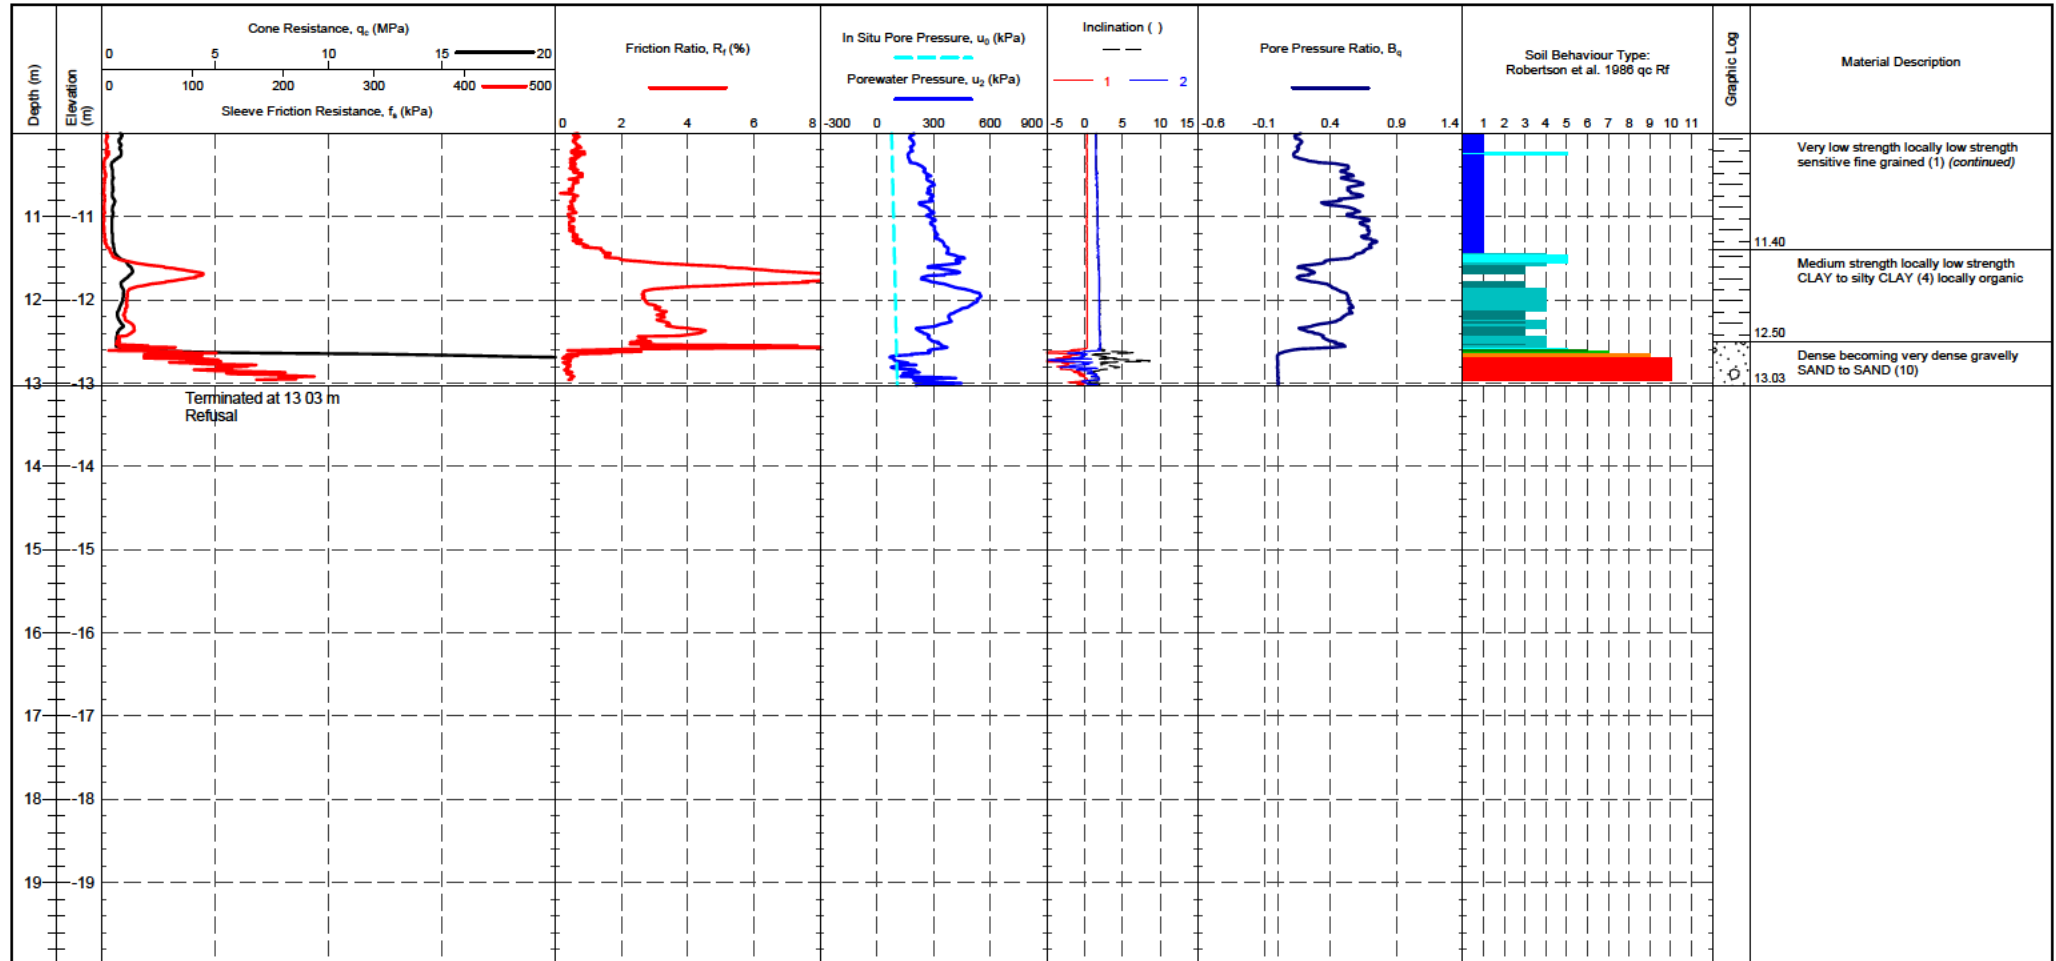 Depth (m)
Elevation
(m)
Cone Resistance, qc (MPa)
0 5 10 15 20
0 100 200 300 400 500
Sleeve Friction Resistance, fs (kPa)
Friction Ratio, Rf (%)
0 2 4 6 8
In Situ Pore Pressure, u0 (kPa)
Porewater Pressure, u2 (kPa)
-300 0 300 600 900
Inclination ( )
1 2
-5 0 5 10 15
Pore Pressure Ratio, Bq
-0.6 -0.1 0.4 0.9 1.4
Soil Behaviour Type:
Robertson et al. 1986 qc Rf
1 2 3 4 5 6 7 8 9 10 11
Graphic Log
Material Description
Very low strength locally low strength
sensitive fine grained (1) (continued)
11 -11
11.40
Medium strength locally low strength
CLAY to silty CLAY (4) locally organic
12 -12
12.50
Dense becoming very dense gravelly
SAND to SAND (10)
13 -13
13.03
Terminated at 13 03 m
Refusal
14 -14
15 -15
16 -16
17 -17
18 -18
19 -19